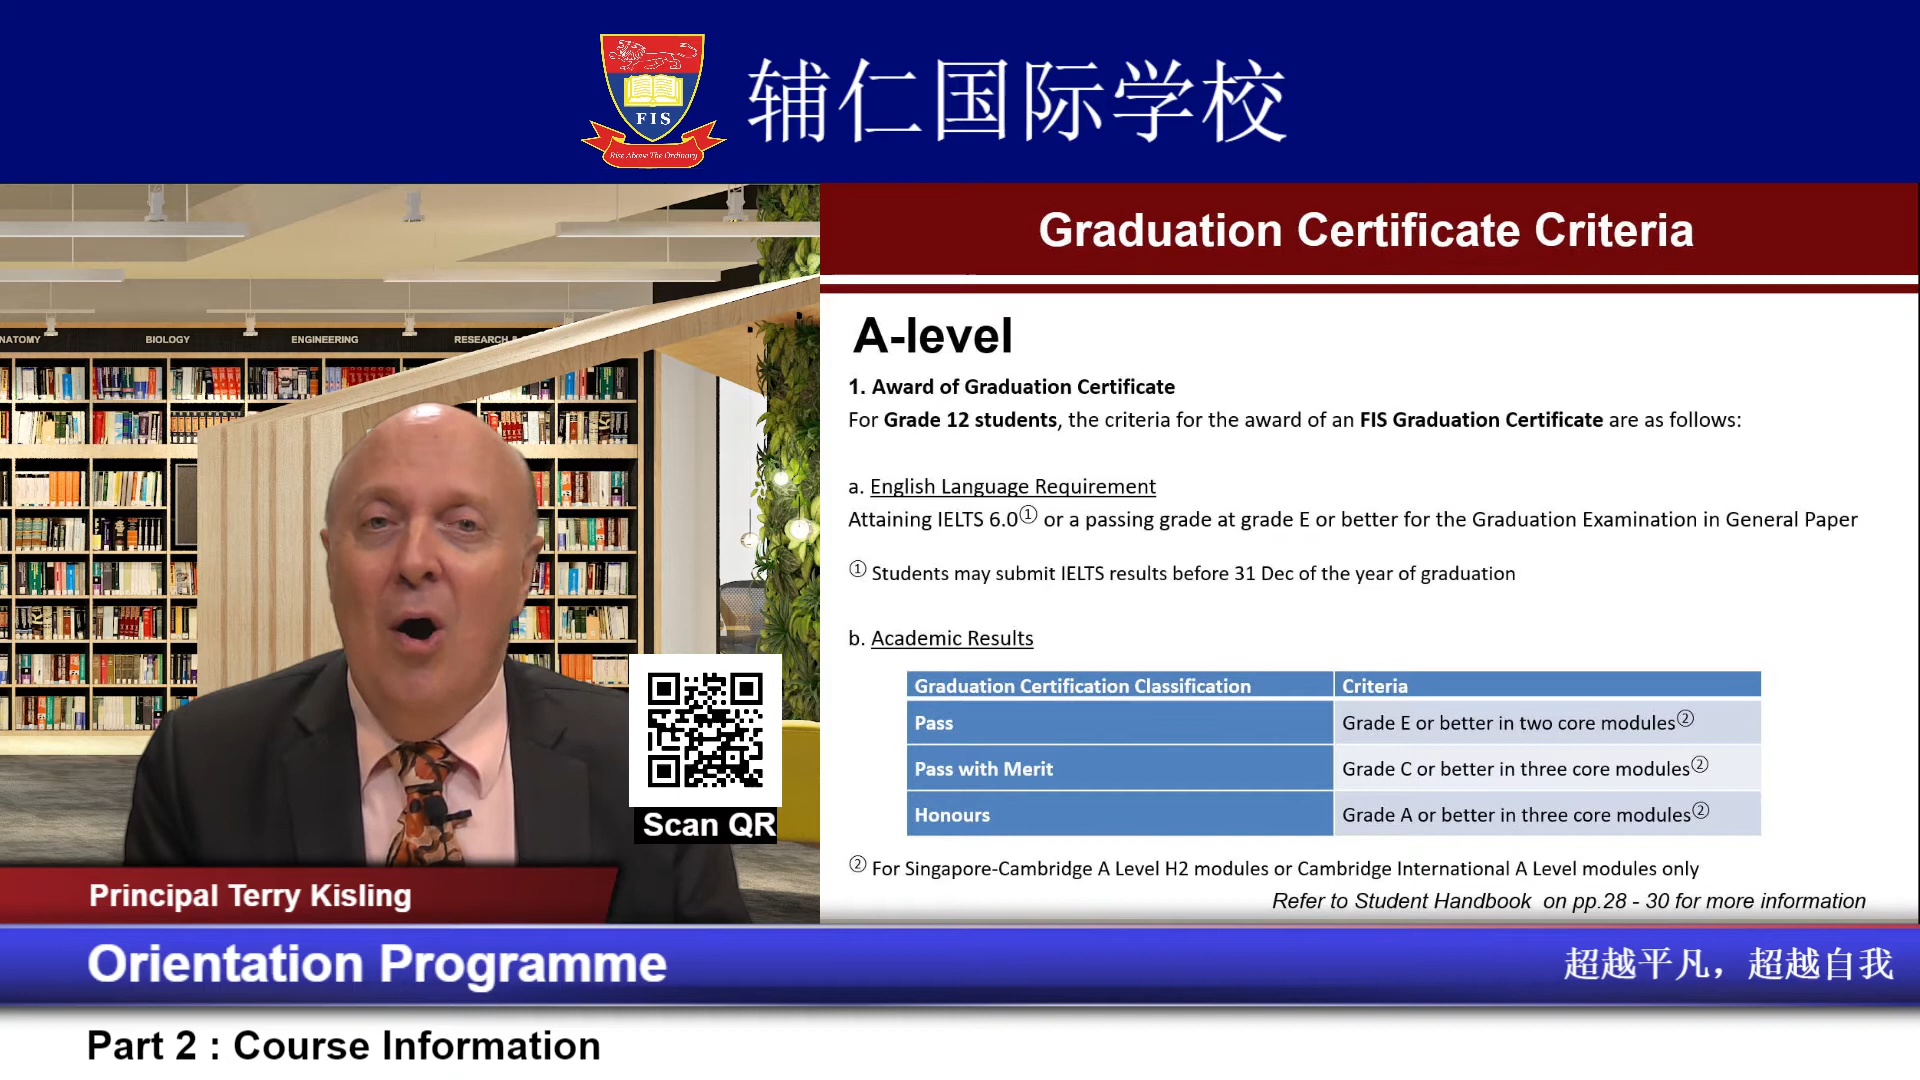 FIS
Rise Above The Ordinary
辅仁国际学校
Graduation Certificate Criteria
NATOMY
BIOLOGY
ENGINEERING
RESEARCH &
A-level
1. Award of Graduation Certificate
For Grade 12 students, the criteria for the award of an FIS Graduation Certificate are as follows:
a. English Language Requirement
Attaining IELTS 6.0① or a passing grade at grade E or better for the Graduation Examination in General Paper
① Students may submit IELTS results before 31 Dec of the year of graduation
b. Academic Results
Graduation Certification Classification Criteria
Pass Grade E or better in two core modules②
Pass with Merit Grade C or better in three core modules②
Honours Grade A or better in three core modules②
② For Singapore-Cambridge A Level H2 modules or Cambridge International A Level modules only
Refer to Student Handbook on pp.28 - 30 for more information
Scan QR
Principal Terry Kisling
Orientation Programme
超越平凡，超越自我
Part 2 : Course Information